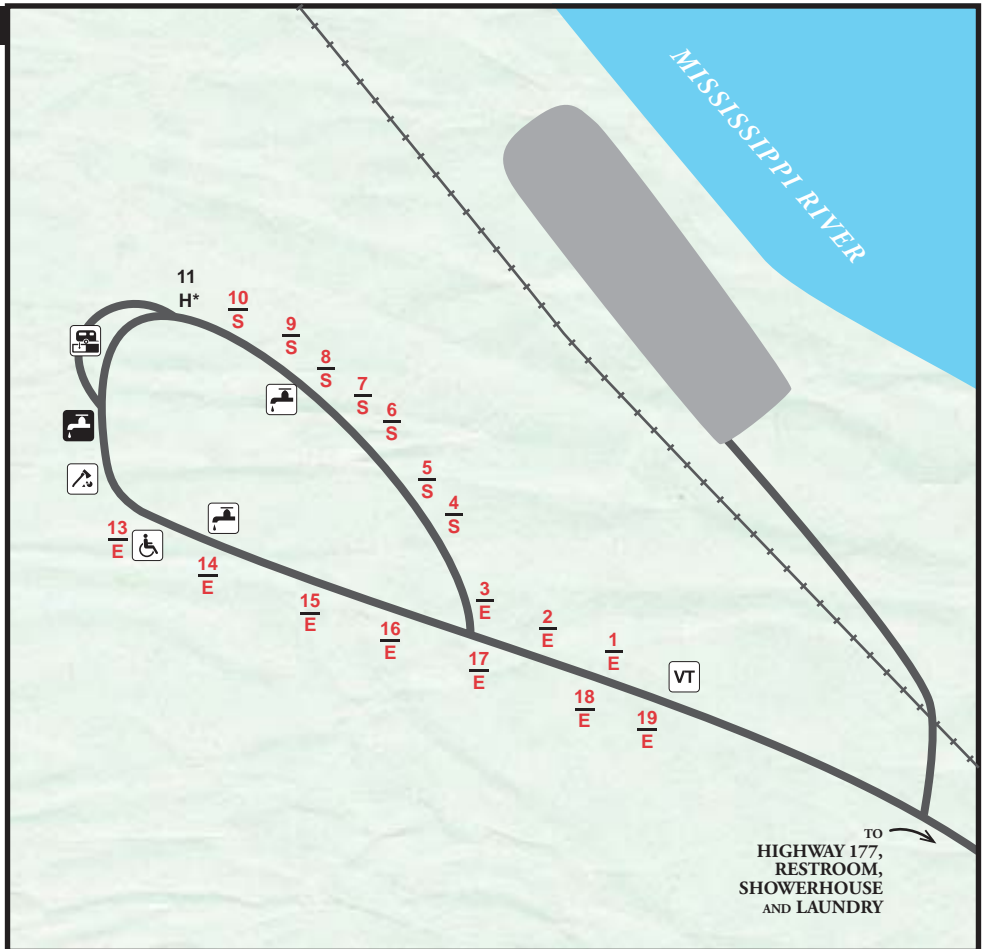 MISSISSIPPI RIVER
11
H*
10
S
9
S
8
S
7
S
6
S
5
S
4
S
13
E
14
E
15
E
16
E
3
E
2
E
1
E
17
E
18
E
19
E
VT
TO
HIGHWAY 177,
RESTROOM,
SHOWERHOUSE
AND LAUNDRY